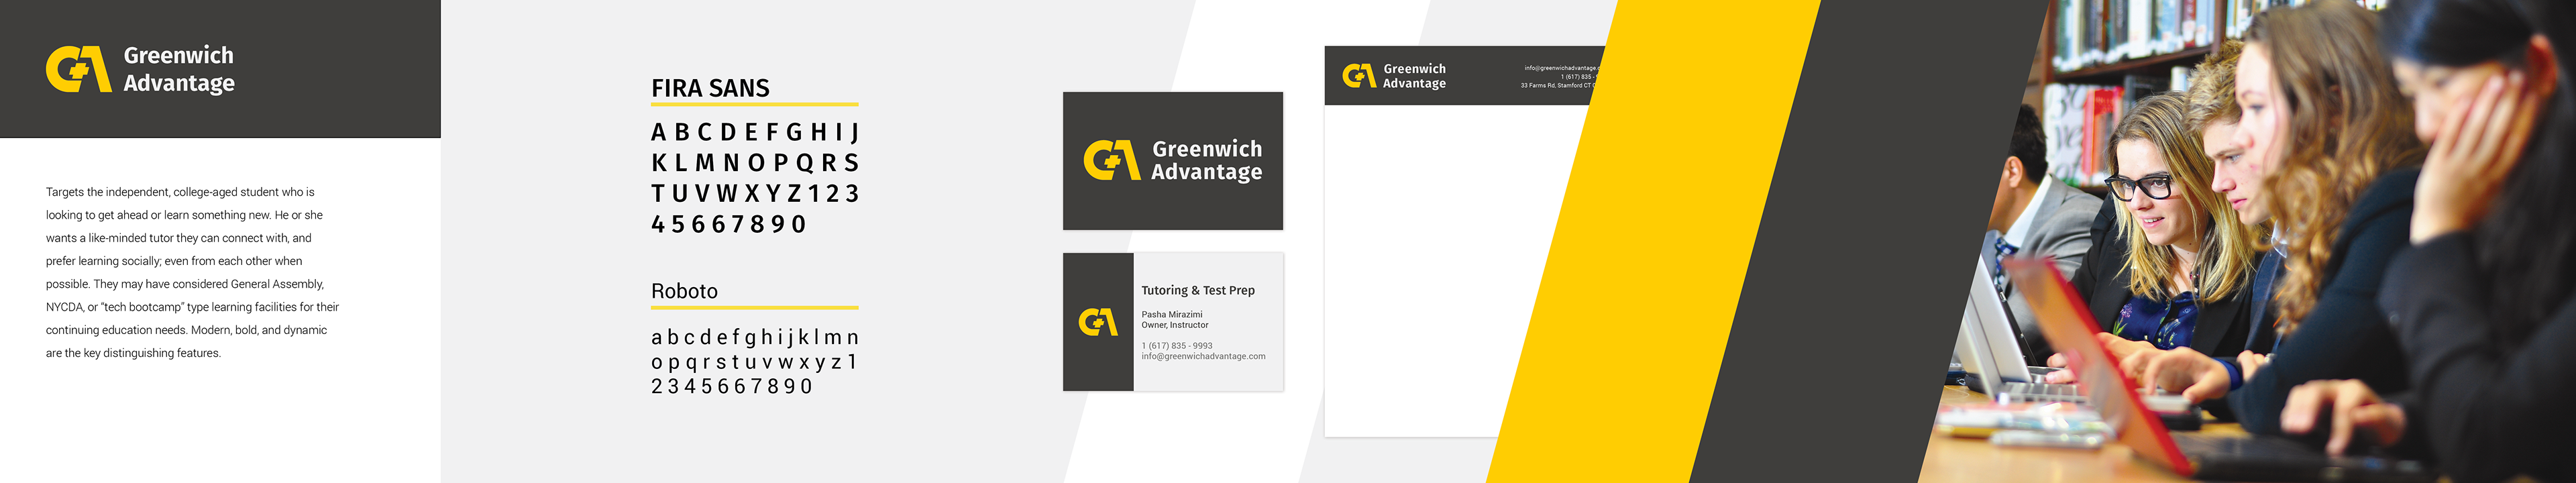 Greenwich
Advantage
Targets the independent, college-aged student who is
looking to get ahead or learn something new. He or she
wants a like-minded tutor they can connect with, and
prefer learning socially; even from each other when
possible. They may have considered General Assembly,
NYCDA, or “tech bootcamp” type learning facilities for their
continuing education needs. Modern, bold, and dynamic
are the key distinguishing features.
FIRA SANS
A B C D E F G H I J
K L M N O P Q R S
T U V W X Y Z 1 2 3
4 5 6 6 7 8 9 0
Roboto
a b c d e f g h i j k l m n
o p q r s t u v w x y z 1
2 3 4 5 6 6 7 8 9 0
GA
Greenwich
Advantage
GA
Tutoring & Test Prep
Pasha Mirazimi
Owner, Instructor
1 (617) 835 - 9993
info@greenwichadvantage.com
GA
Greenwich
Advantage
info@greenwichadvantage.
1 (617) 835 -
33 Farms Rd, Stamford CT